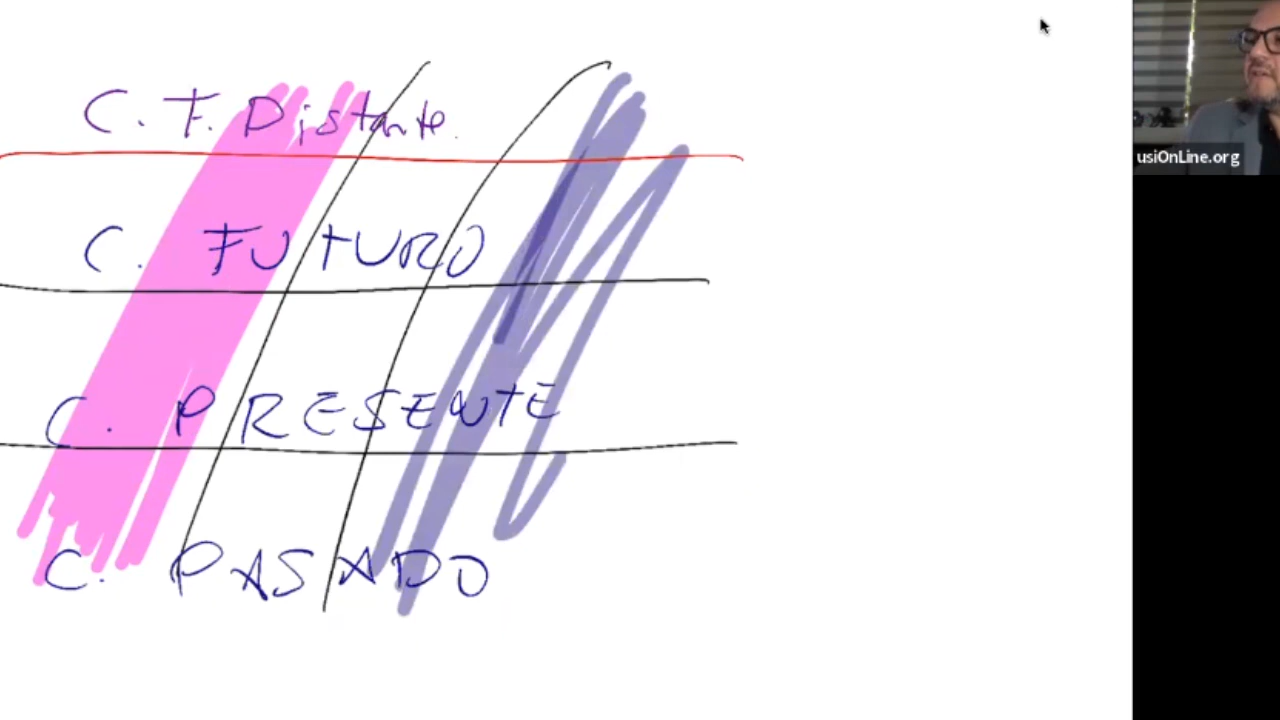 C. F. Distante.
C. FUTURO
C. PRESENTE
C. PASADO
usiOnLine.org